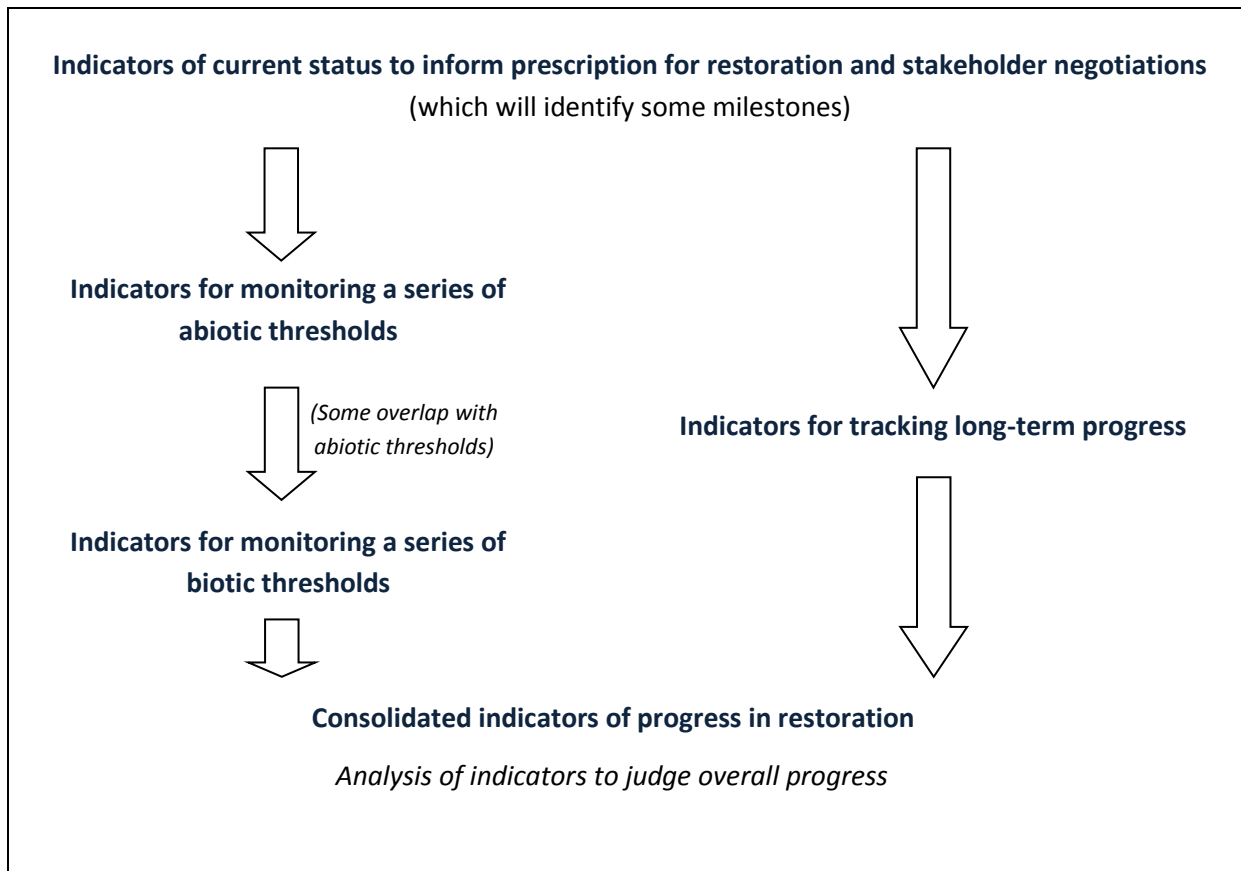 Indicators of current status to inform prescription for restoration and stakeholder negotiations
(which will identify some milestones)
Indicators for monitoring a series of
abiotic thresholds
(Some overlap with
abiotic thresholds)
Indicators for tracking long-term progress
Indicators for monitoring a series of
biotic thresholds
Consolidated indicators of progress in restoration
Analysis of indicators to judge overall progress